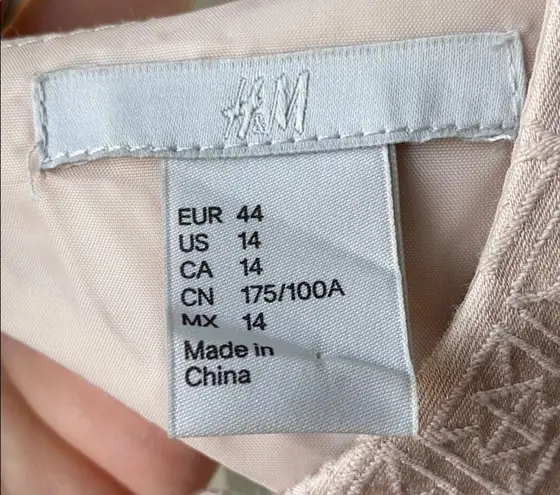 H&M
EUR 44
US 14
CA 14
CN 175/100A
MX 14
Made in
China